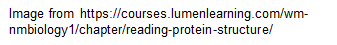 Image from https://courses.lumenlearning.com/wm-
nmbiology1/chapter/reading-protein-structure/